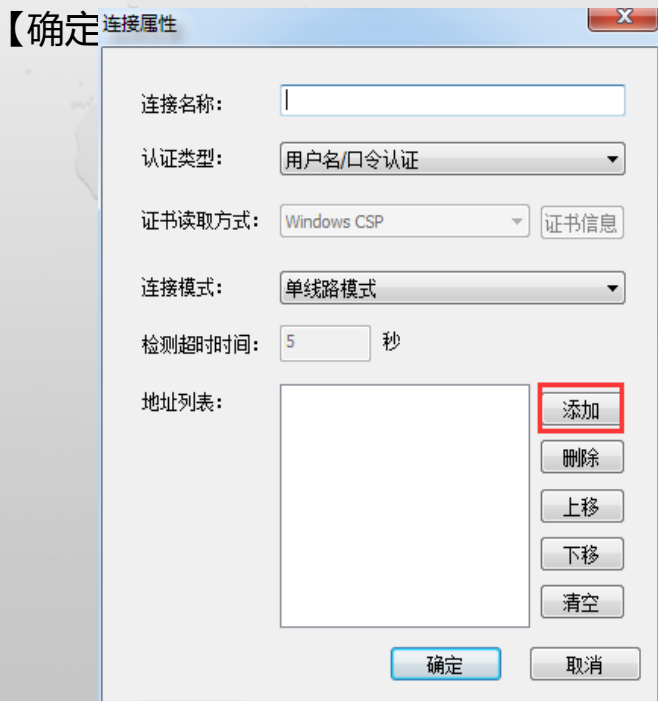 【确定
连接属性
连接名称：
认证类型： 用户名/口令认证
证书读取方式： Windows CSP 证书信息
连接模式： 单线路模式
检测超时时间： 5 秒
地址列表： 添加
删除
上移
下移
清空
确定 取消